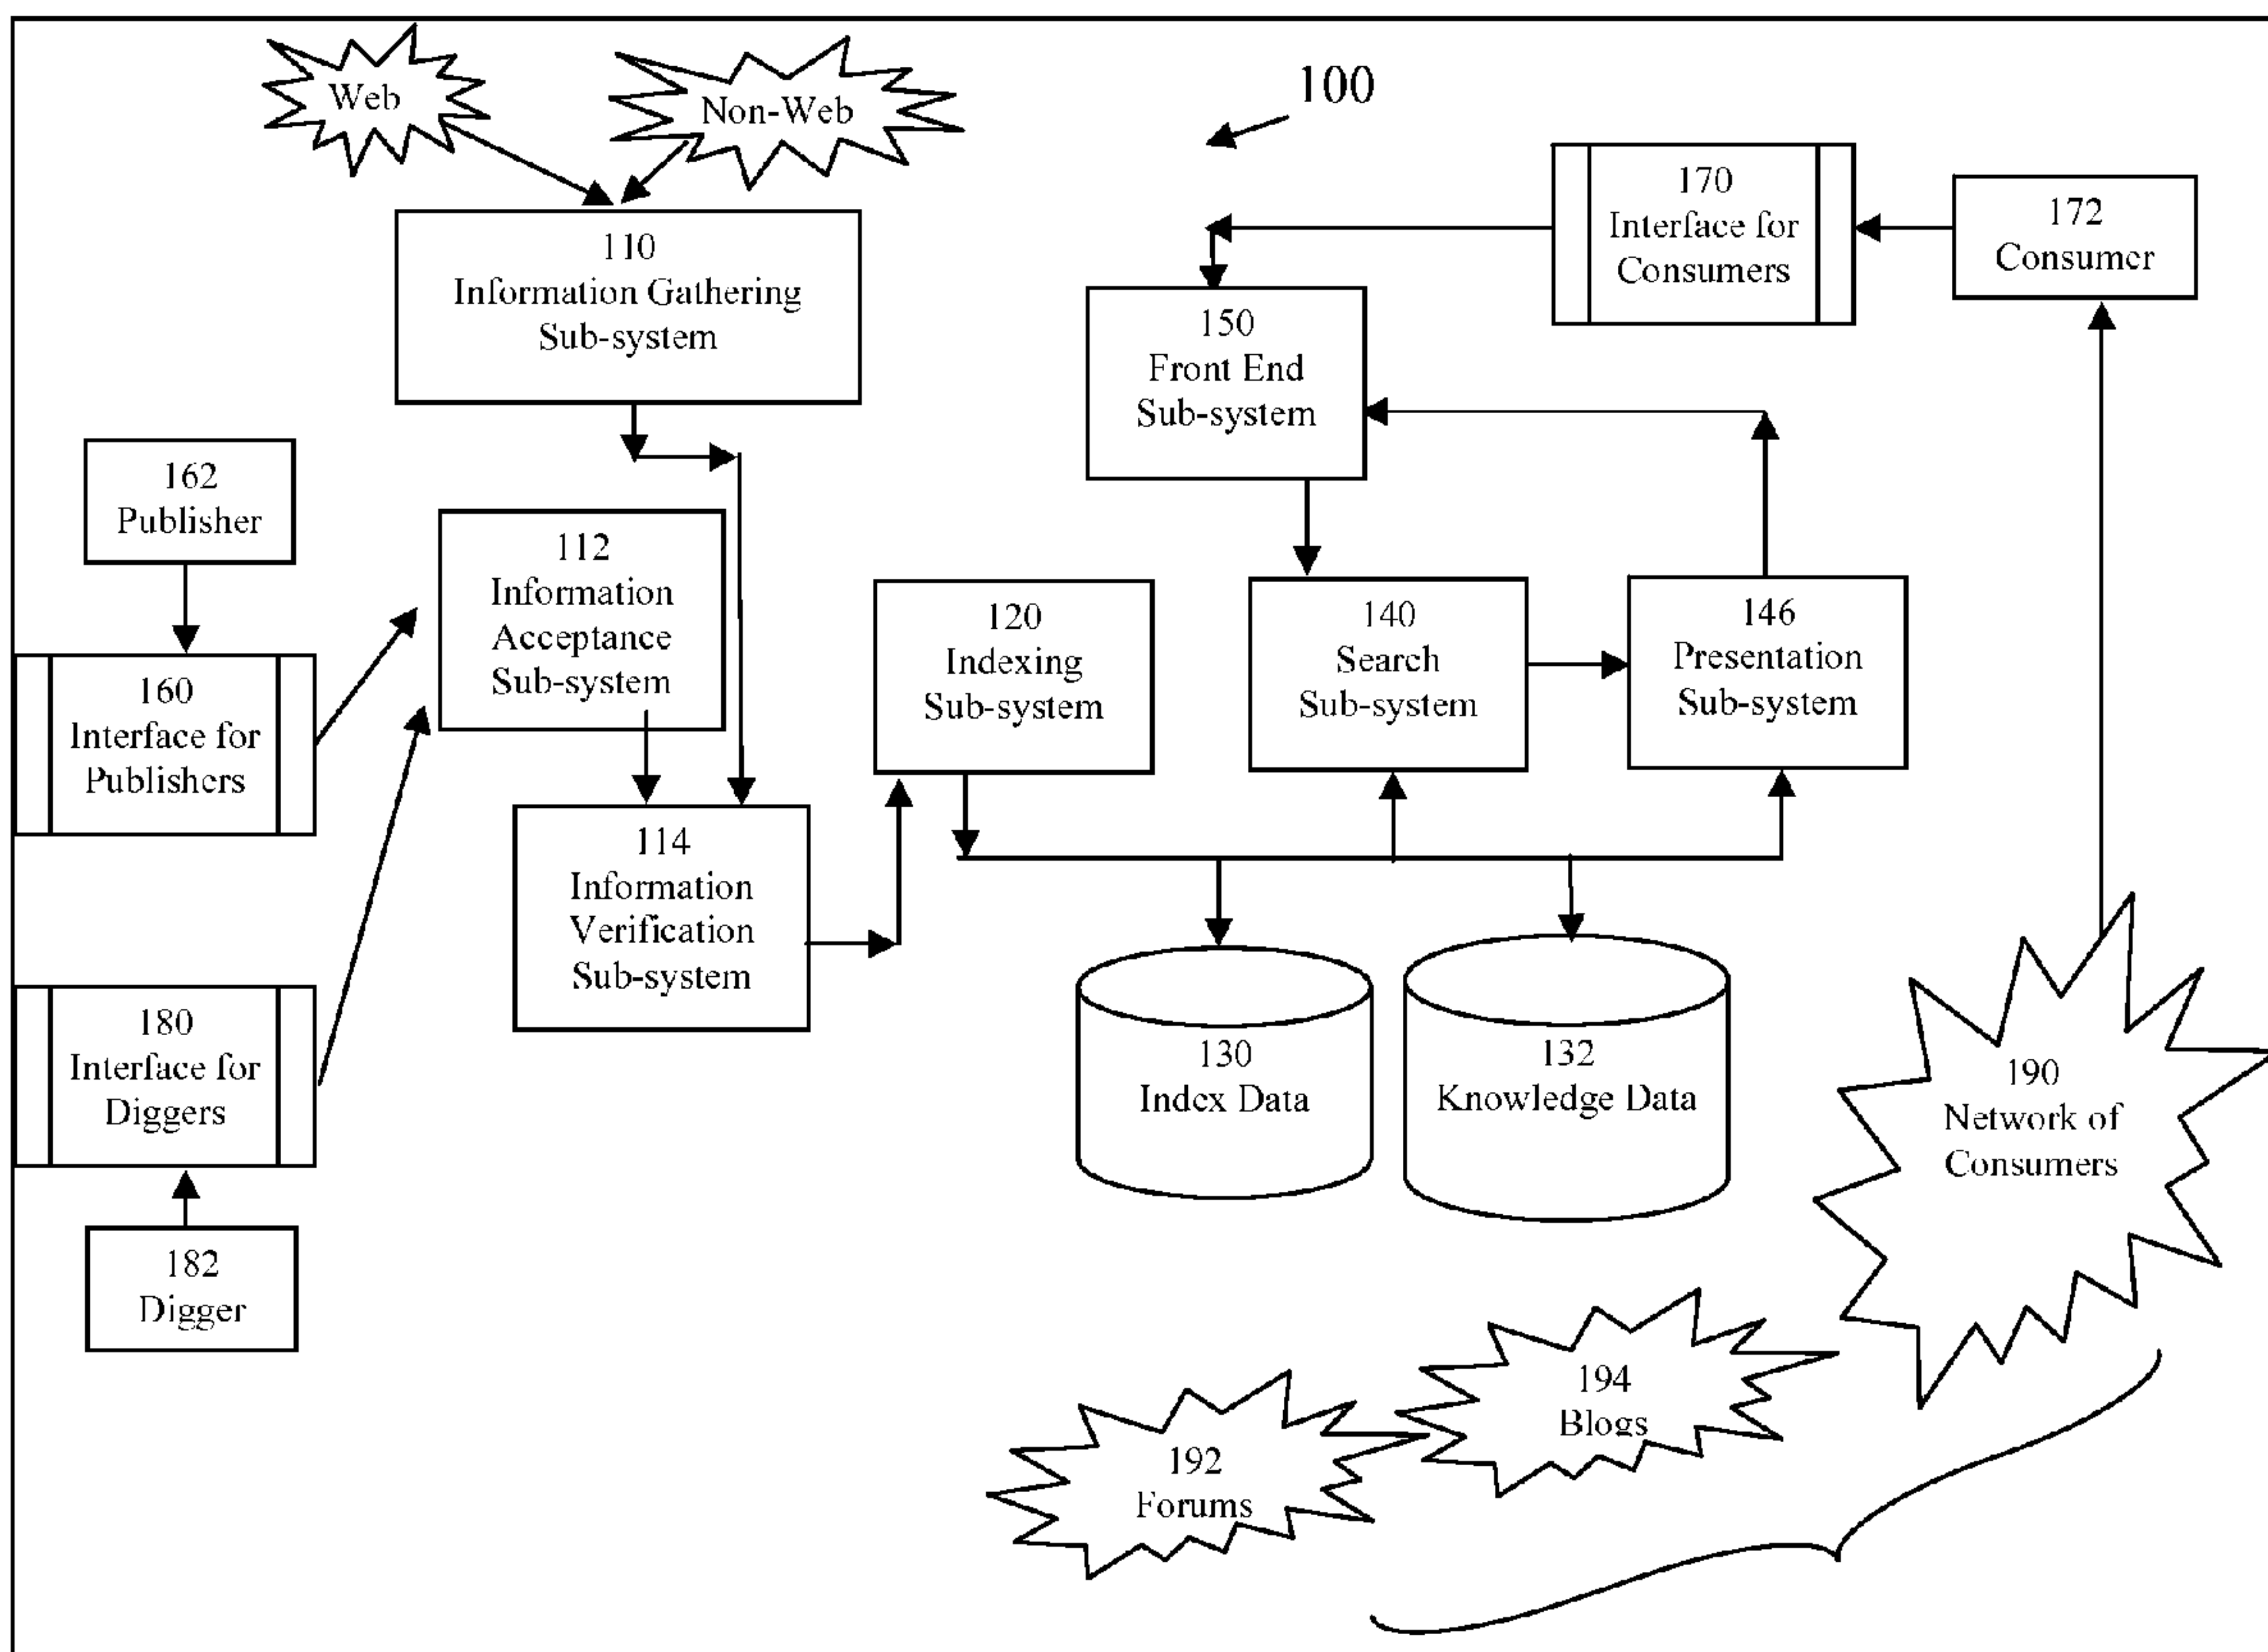 Web
Non-Web
100
110
Information Gathering
Sub-system
170
Interface for
Consumers
172
Consumer
150
Front End
Sub-system
162
Publisher
112
Information
Acceptance
Sub-system
120
Indexing
Sub-system
140
Search
Sub-system
146
Presentation
Sub-system
160
Interface for
Publishers
114
Information
Verification
Sub-system
180
Interface for
Diggers
130
Index Data
132
Knowledge Data
190
Network of
Consumers
182
Digger
194
Blogs
192
Forums